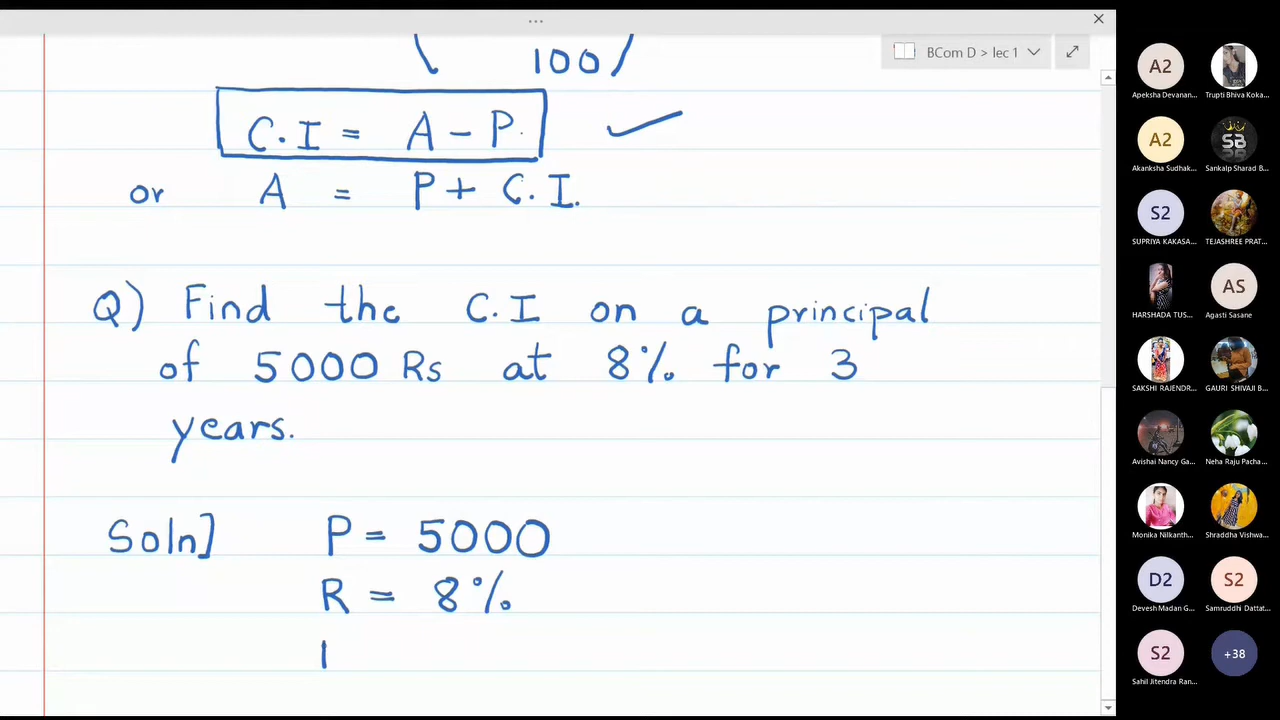 ...
BCom D > lec 1
100
C.I = A - P.
or A = P + C.I.
Q) Find the C.I on a principal
of 5000 Rs at 8% for 3
years.
Soln] P = 5000
R = 8%
A2
Apeksha Devanan...
Trupti Bhiva Koka...
A2
Akanksha Sudhak...
SB
Sankalp Sharad B...
S2
SUPRIYA KAKASA...
TEJASHREE PRAT...
HARSHADA TUS...
AS
Agasti Sasane
SAKSHI RAJENDR...
GAURI SHIVAJI B...
Avishai Nancy Ga...
Neha Raju Pacha...
Monika Nilkanth...
Shraddha Vishwa...
D2
Devesh Madan G...
S2
Samruddhi Dattat...
S2
Sahil Jitendra Ran...
+38